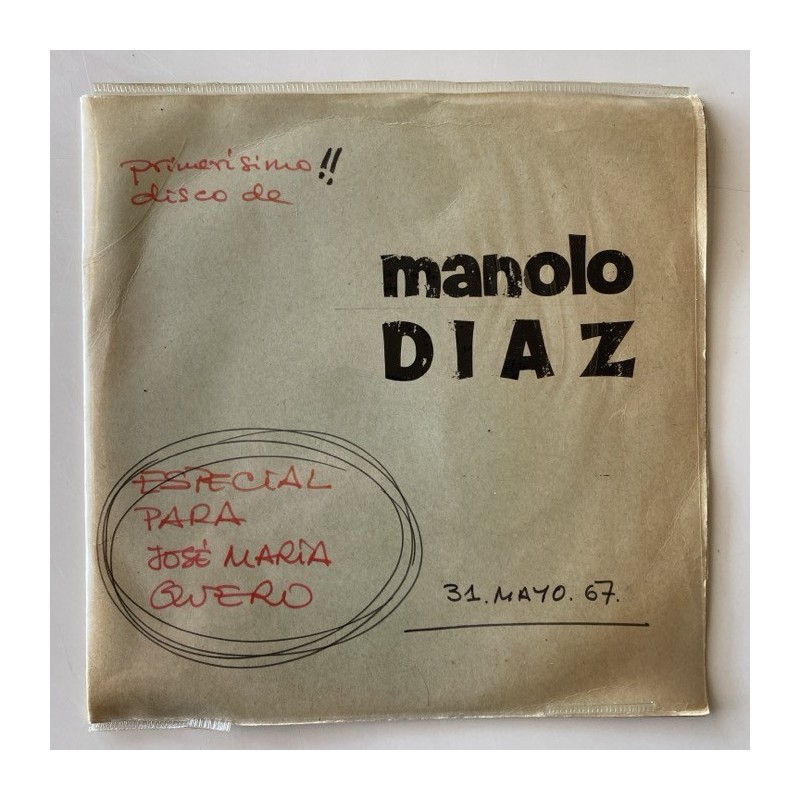 primerísimo!!
disco de
manolo
DIAZ
ESPECIAL
PARA
JOSÉ MARÍA
QUERO
31.MAYO.67.